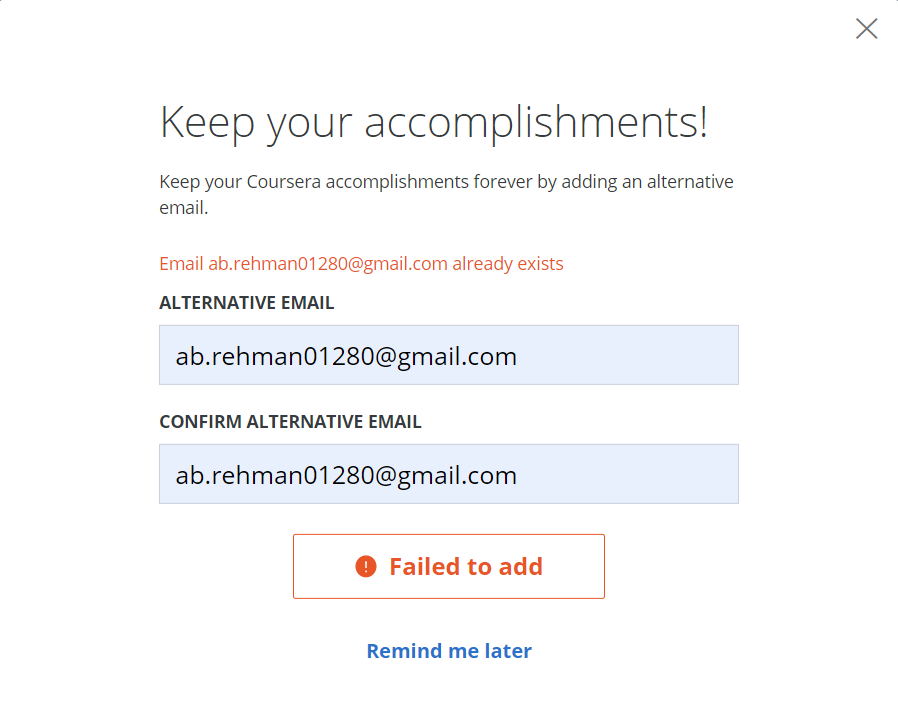 Keep your accomplishments!
Keep your Coursera accomplishments forever by adding an alternative
email.
Email ab.rehman01280@gmail.com already exists
ALTERNATIVE EMAIL
ab.rehman01280@gmail.com
CONFIRM ALTERNATIVE EMAIL
ab.rehman01280@gmail.com
Failed to add
Remind me later